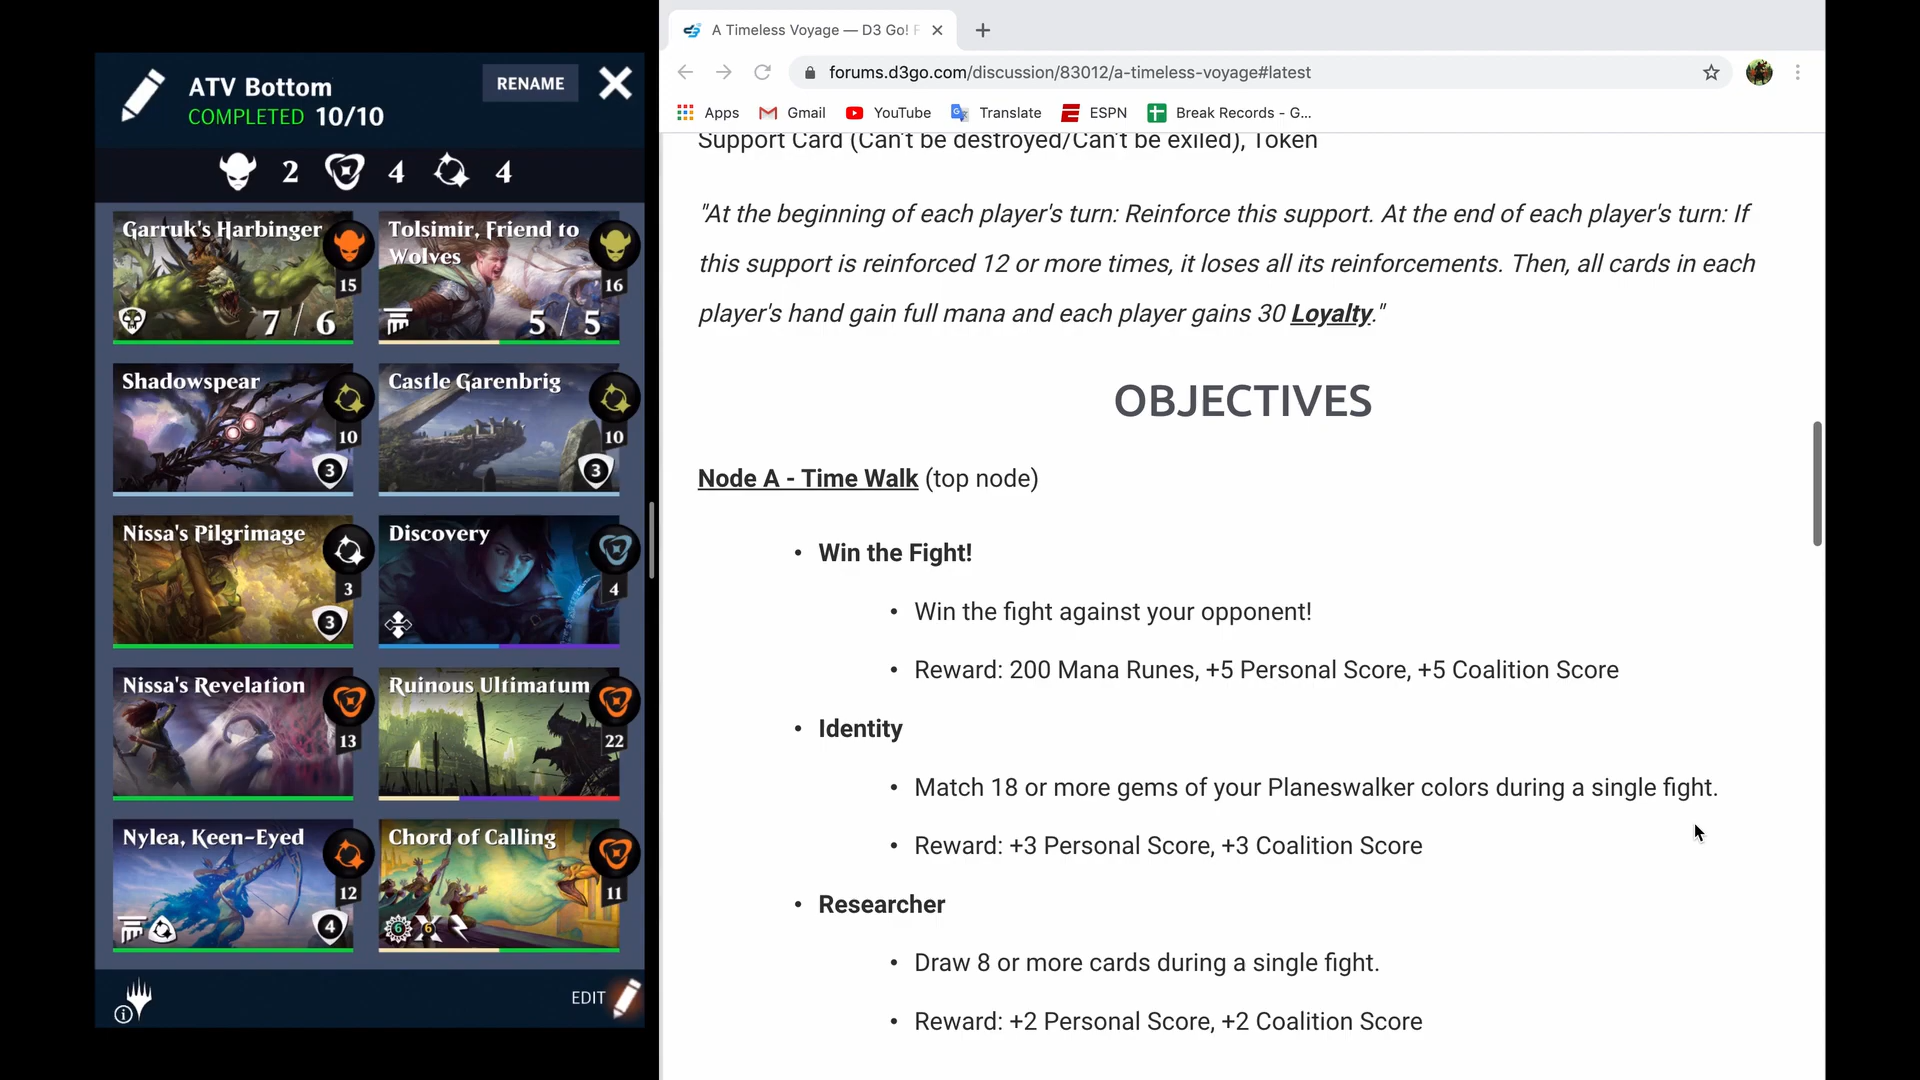 ATV Bottom
COMPLETED 10/10
RENAME
2 4 4
Garruk's Harbinger
15
7 / 6
Tolsimir, Friend to
Wolves
16
5 / 5
Shadowspear
10
3
Castle Garenbrig
10
3
Nissa's Pilgrimage
3
3
Discovery
4
Nissa's Revelation
13
Ruinous Ultimatum
22
Nylea, Keen-Eyed
12
4
Chord of Calling
11
6 X 6
EDIT
A Timeless Voyage — D3 Go! F
forums.d3go.com/discussion/83012/a-timeless-voyage#latest
Apps Gmail YouTube Translate ESPN Break Records - G...
Support Card (Can't be destroyed/Can't be exiled), Token
"At the beginning of each player's turn: Reinforce this support. At the end of each player's turn: If
this support is reinforced 12 or more times, it loses all its reinforcements. Then, all cards in each
player's hand gain full mana and each player gains 30 Loyalty."
OBJECTIVES
Node A - Time Walk (top node)
• Win the Fight!
• Win the fight against your opponent!
• Reward: 200 Mana Runes, +5 Personal Score, +5 Coalition Score
• Identity
• Match 18 or more gems of your Planeswalker colors during a single fight.
• Reward: +3 Personal Score, +3 Coalition Score
• Researcher
• Draw 8 or more cards during a single fight.
• Reward: +2 Personal Score, +2 Coalition Score